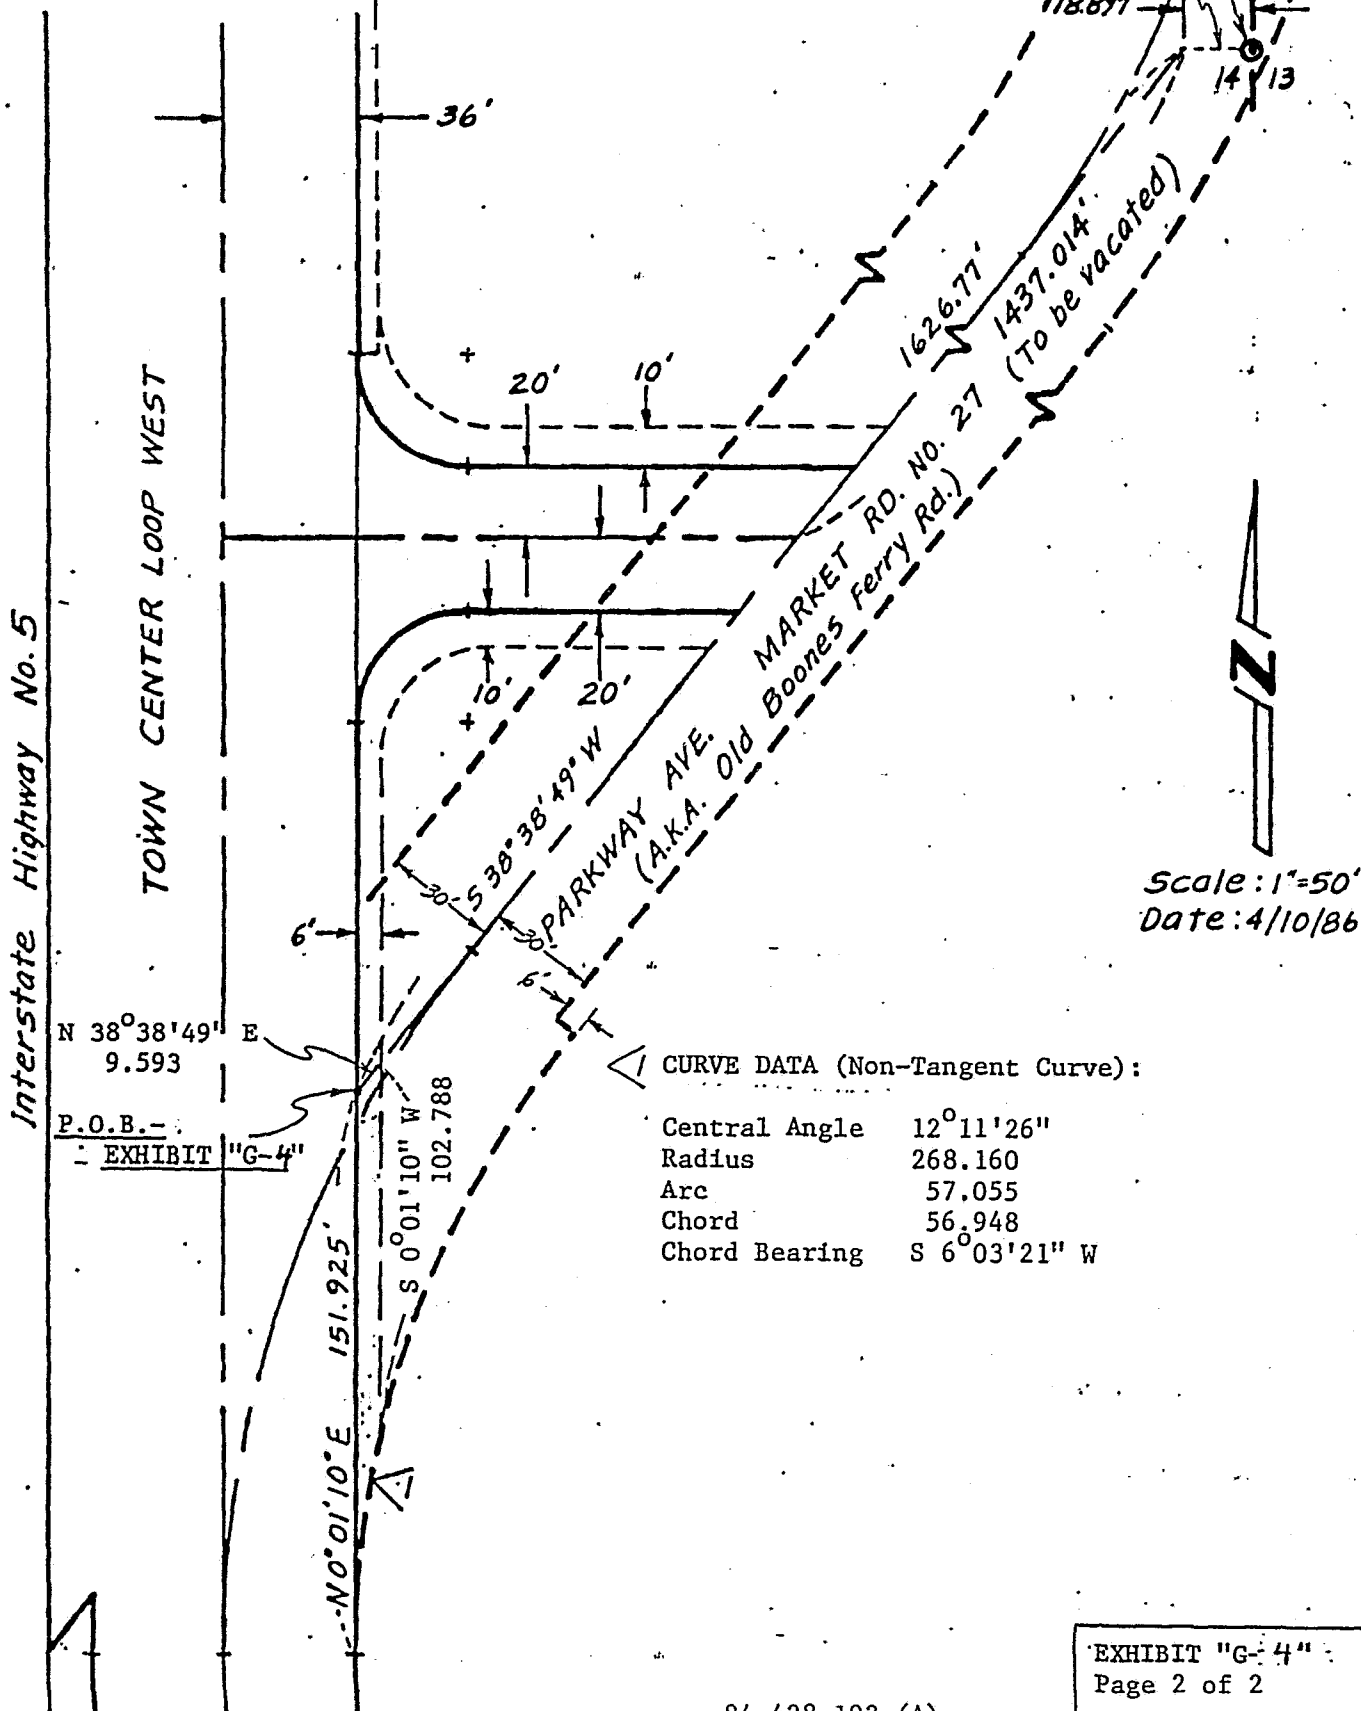 118.897
14
13
36'
Interstate Highway No. 5
TOWN CENTER LOOP WEST
20'
10'
1626.77'
1437.014'
(To be vacated)
MARKET RD. NO. 27
PARKWAY AVE.
(A.K.A. Old Boones Ferry Rd.)
10'
20'
S 38°38'49" W
30'
30'
6'
6'
Scale: 1"=50'
Date: 4/10/86
N 38°38'49" E
9.593
P.O.B.-
EXHIBIT "G-4"
S 0°01'10" W
102.788
N0°01'10"E 151.925'
CURVE DATA (Non-Tangent Curve):
Central Angle 12°11'26"
Radius 268.160
Arc 57.055
Chord 56.948
Chord Bearing S 6°03'21" W
EXHIBIT "G-4"
Page 2 of 2